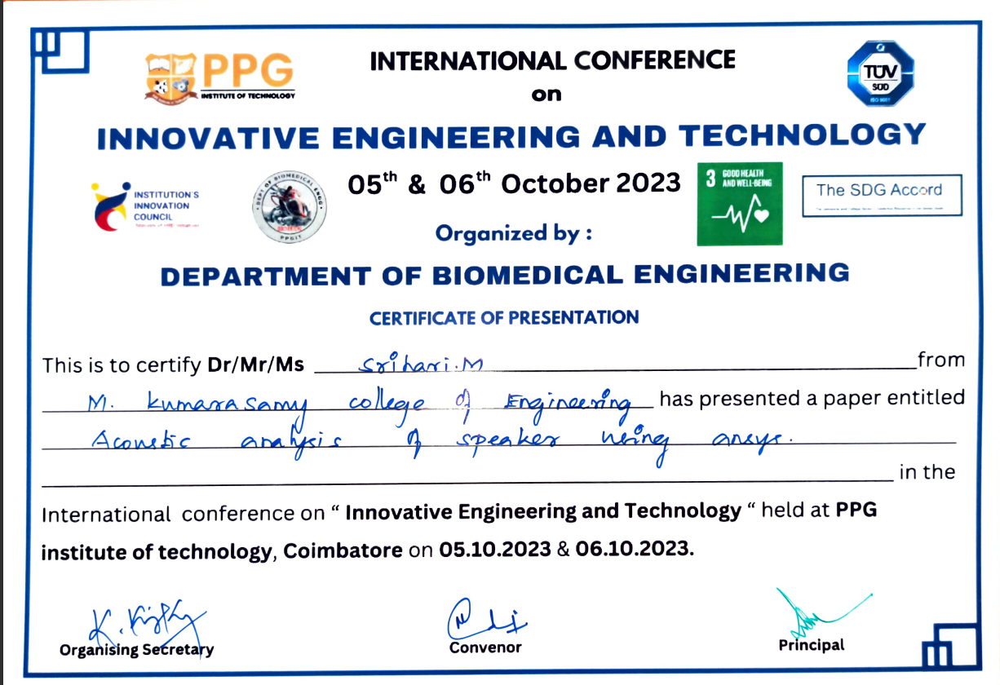 PPG
INSTITUTE OF TECHNOLOGY
INTERNATIONAL CONFERENCE
on
TÜV
SÜD
ISO 9001
INNOVATIVE ENGINEERING AND TECHNOLOGY
INSTITUTION'S
INNOVATION
COUNCIL
DEPT OF BIOMEDICAL ENGG
PPGIT
05th & 06th October 2023
3 GOOD HEALTH
AND WELL-BEING
The SDG Accord
Organized by :
DEPARTMENT OF BIOMEDICAL ENGINEERING
CERTIFICATE OF PRESENTATION
This is to certify Dr/Mr/Ms Srihari.M from
M. Kumarasamy college of Engineering has presented a paper entitled
Acoustic analysis of speaker using ansys.
in the
International conference on “ Innovative Engineering and Technology “ held at PPG
institute of technology, Coimbatore on 05.10.2023 & 06.10.2023.
Organising Secretary
Convenor
Principal